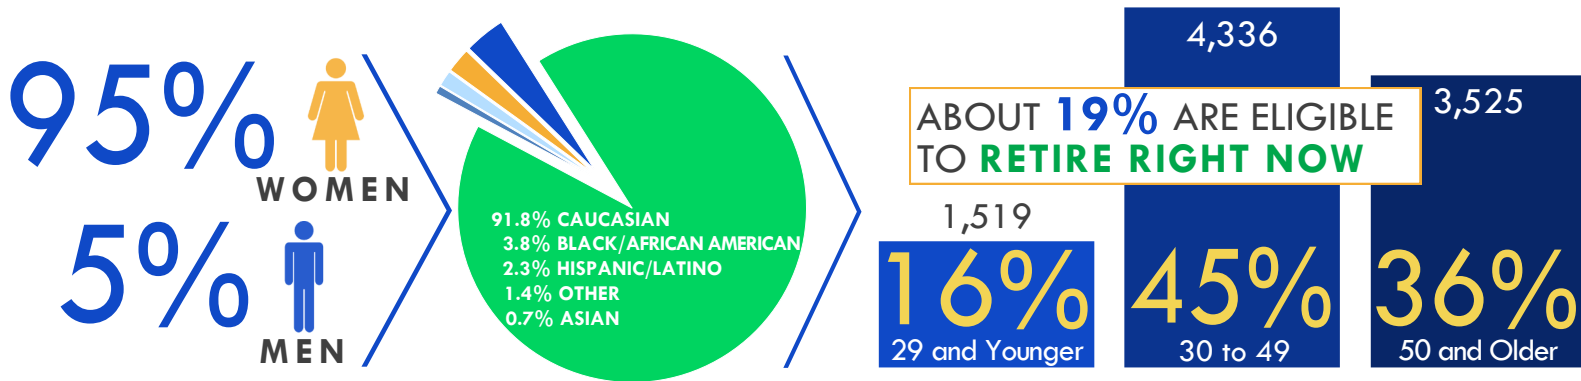 95%
WOMEN
5%
MEN
91.8% CAUCASIAN
3.8% BLACK/AFRICAN AMERICAN
2.3% HISPANIC/LATINO
1.4% OTHER
0.7% ASIAN
ABOUT 19% ARE ELIGIBLE
TO RETIRE RIGHT NOW
1,519
16%
29 and Younger
4,336
45%
30 to 49
3,525
36%
50 and Older